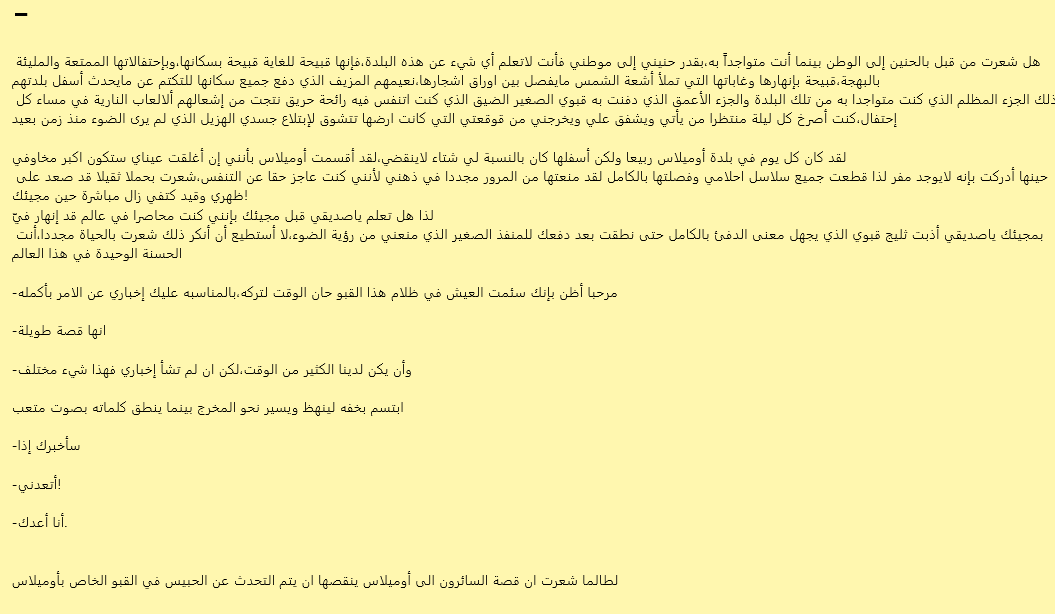 هل شعرت من قبل بالحنين إلى الوطن بينما أنت متواجداً به،بقدر حنيني إلى موطني فأنت لاتعلم أي شيء عن هذه البلدة،فإنها قبيحة للغاية قبيحة بسكانها،وبإحتفالاتها الممتعة والمليئة
بالبهجة،قبيحة بإنهارها وغاباتها التي تملأ أشعة الشمس مايفصل بين اوراق اشجارها،نعيمهم المزيف الذي دفع جميع سكانها للتكتم عن مايحدث أسفل بلدتهم
ذلك الجزء المظلم الذي كنت متواجدا به من تلك البلدة والجزء الأعمق الذي دفنت به قبوي الصغير الضيق الذي كنت اتنفس فيه رائحة حريق نتجت من إشعالهم ألالعاب النارية في مساء كل
إحتفال،كنت أصرخ كل ليلة منتظرا من يأتي ويشفق علي ويخرجني من قوقعتي التي كانت ارضها تتشوق لإبتلاع جسدي الهزيل الذي لم يرى الضوء منذ زمن بعيد
لقد كان كل يوم في بلدة أوميلاس ربيعا ولكن أسفلها كان بالنسبة لي شتاء لاينقضي،لقد أقسمت أوميلاس بأنني إن أغلقت عيناي ستكون اكبر مخاوفي
حينها أدركت بإنه لايوجد مفر لذا قطعت جميع سلاسل احلامي وفصلتها بالكامل لقد منعتها من المرور مجددا في ذهني لأنني كنت عاجز حقا عن التنفس،شعرت بحملا ثقيلا قد صعد على
ظهري وقيد كتفي زال مباشرة حين مجيئك!
لذا هل تعلم ياصديقي قبل مجيئك بإنني كنت محاصرا في عالم قد إنهار فيّ
بمجيئك ياصديقي أذبت ثليج قبوي الذي يجهل معنى الدفئ بالكامل حتى نطقت بعد دفعك للمنفذ الصغير الذي منعني من رؤية الضوء،لا أستطيع أن أنكر ذلك شعرت بالحياة مجددا،أنت
الحسنة الوحيدة في هذا العالم
-مرحبا أظن بإنك سئمت العيش في ظلام هذا القبو حان الوقت لتركه،بالمناسبه عليك إخباري عن الامر بأكمله
-انها قصة طويلة
-وأن يكن لدينا الكثير من الوقت،لكن ان لم تشأ إخباري فهذا شيء مختلف
ابتسم بخفه لينهظ ويسير نحو المخرج بينما ينطق كلماته بصوت متعب
-سأخبرك إذا
-أتعدني!
-أنا أعدك.
لطالما شعرت ان قصة السائرون الى أوميلاس ينقصها ان يتم التحدث عن الحبيس في القبو الخاص بأوميلاس